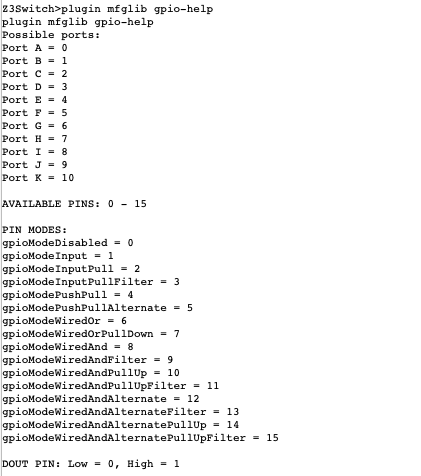 Z3Switch>plugin mfglib gpio-help
plugin mfglib gpio-help
Possible ports:
Port A = 0
Port B = 1
Port C = 2
Port D = 3
Port E = 4
Port F = 5
Port G = 6
Port H = 7
Port I = 8
Port J = 9
Port K = 10
AVAILABLE PINS: 0 - 15
PIN MODES:
gpioModeDisabled = 0
gpioModeInput = 1
gpioModeInputPull = 2
gpioModeInputPullFilter = 3
gpioModePushPull = 4
gpioModePushPullAlternate = 5
gpioModeWiredOr = 6
gpioModeWiredOrPullDown = 7
gpioModeWiredAnd = 8
gpioModeWiredAndFilter = 9
gpioModeWiredAndPullUp = 10
gpioModeWiredAndPullUpFilter = 11
gpioModeWiredAndAlternate = 12
gpioModeWiredAndAlternateFilter = 13
gpioModeWiredAndAlternatePullUp = 14
gpioModeWiredAndAlternatePullUpFilter = 15
DOUT PIN: Low = 0, High = 1